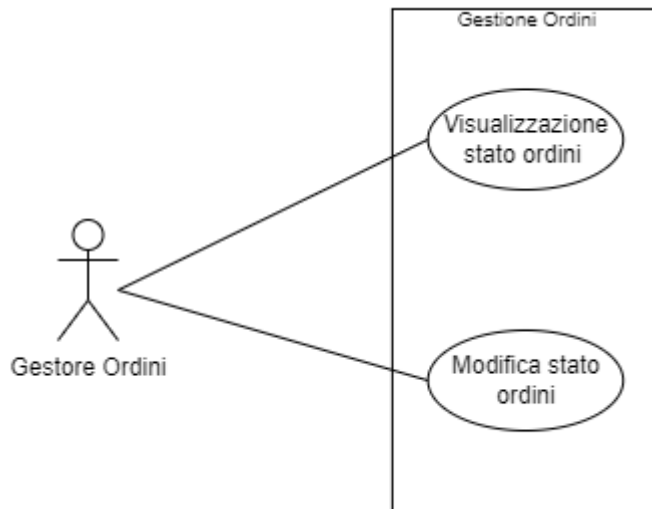 Gestione Ordini
Visualizzazione
stato ordini
Gestore Ordini
Modifica stato
ordini